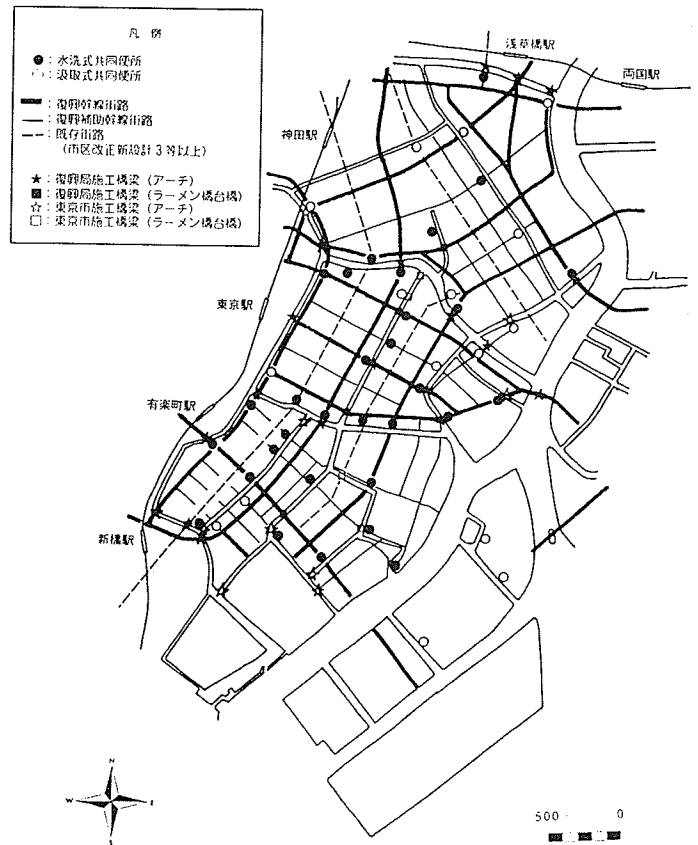 凡例
●：水洗式共同便所
○：汲取式共同便所
━：復興幹線街路
─：復興補助幹線街路
--：既存街路
(市区改正新設計3等以上)
★：復興局施工橋梁(アーチ)
■：復興局施工橋梁(ラーメン橋台橋)
☆：東京市施工橋梁(アーチ)
□：東京市施工橋梁(ラーメン橋台橋)
浅草橋駅
両国駅
神田駅
東京駅
有楽町駅
新橋駅
N
W E
S
500 0